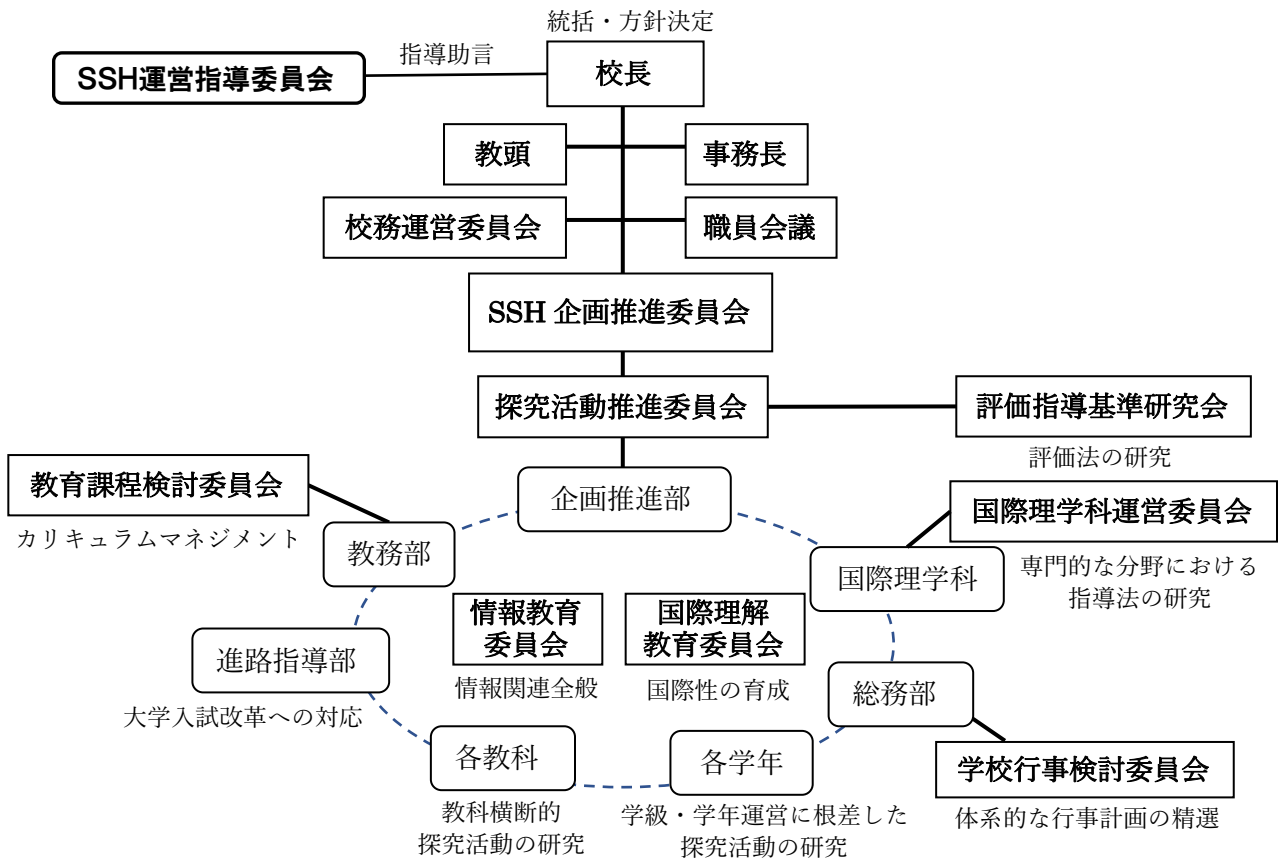 統括・方針決定
指導助言
SSH運営指導委員会
校長
教頭
事務長
校務運営委員会
職員会議
SSH 企画推進委員会
探究活動推進委員会
評価指導基準研究会
評価法の研究
教育課程検討委員会
カリキュラムマネジメント
企画推進部
国際理学科運営委員会
専門的な分野における
指導法の研究
教務部
国際理学科
情報教育
委員会
情報関連全般
国際理解
教育委員会
国際性の育成
進路指導部
大学入試改革への対応
総務部
各教科
教科横断的
探究活動の研究
各学年
学級・学年運営に根差した
探究活動の研究
学校行事検討委員会
体系的な行事計画の精選